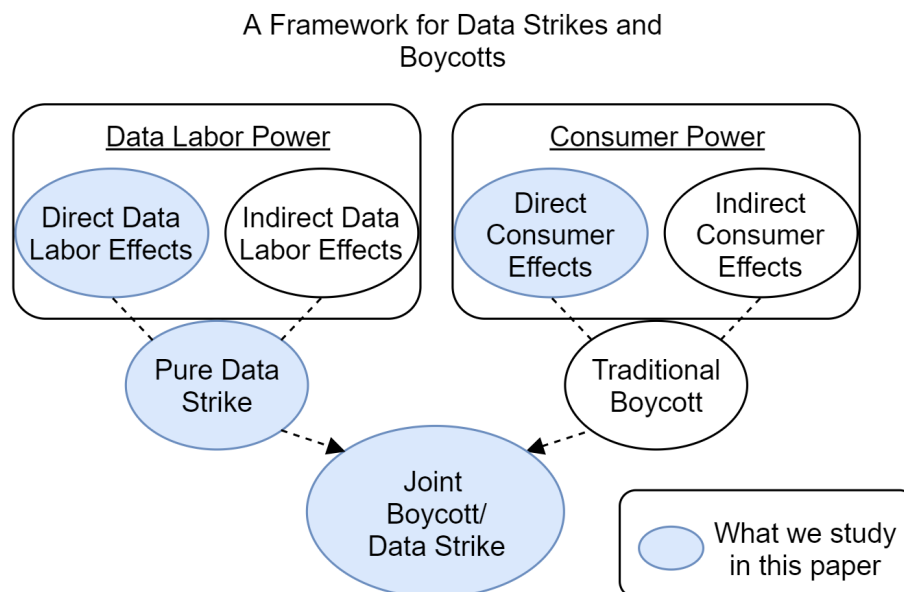 A Framework for Data Strikes and
Boycotts
Data Labor Power
Direct Data
Labor Effects
Indirect Data
Labor Effects
Consumer Power
Direct
Consumer
Effects
Indirect
Consumer
Effects
Pure Data
Strike
Traditional
Boycott
Joint
Boycott/
Data Strike
What we study
in this paper